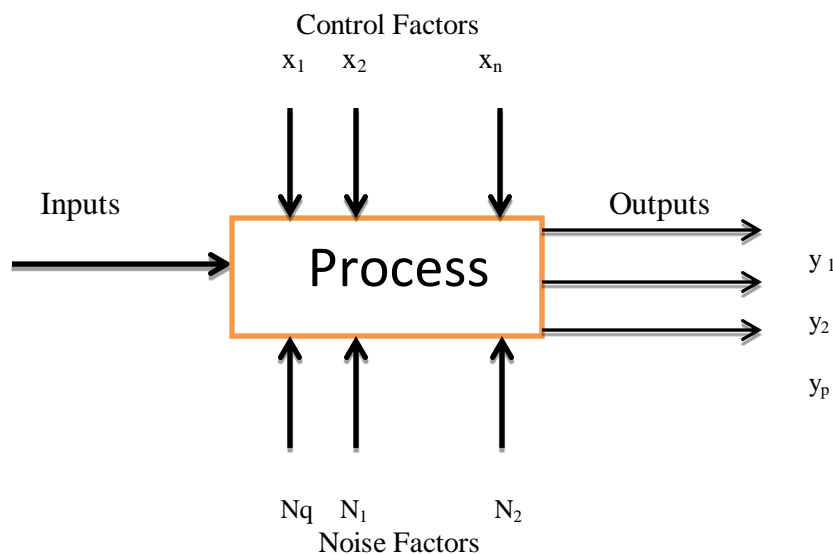 Control Factors
x₁ x₂ xₙ
Inputs
Outputs
Process
y ₁
y₂
yₚ
Nq N₁ N₂
Noise Factors